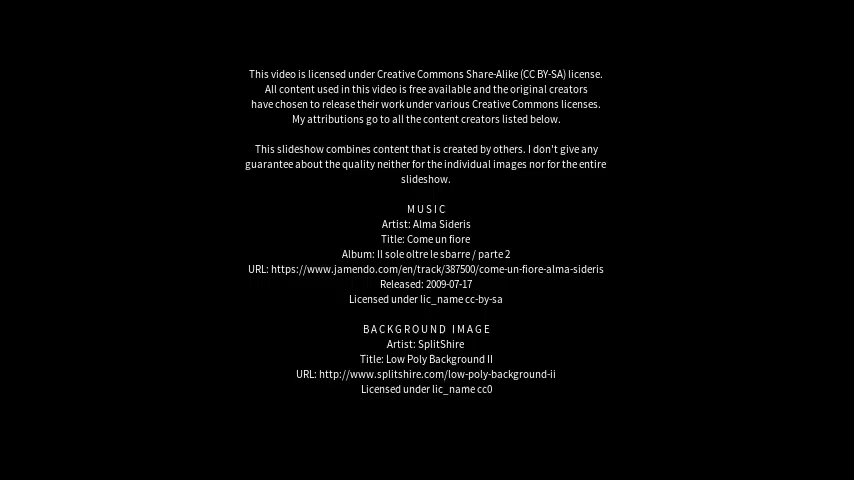 This video is licensed under Creative Commons Share-Alike (CC BY-SA) license.
All content used in this video is free available and the original creators
have chosen to release their work under various Creative Commons licenses.
My attributions go to all the content creators listed below.
This slideshow combines content that is created by others. I don't give any
guarantee about the quality neither for the individual images nor for the entire
slideshow.
MUSIC
Artist: Alma Sideris
Title: Come un fiore
Album: Il sole oltre le sbarre / parte 2
URL: https://www.jamendo.com/en/track/387500/come-un-fiore-alma-sideris
Released: 2009-07-17
Licensed under lic_name cc-by-sa
BACKGROUND IMAGE
Artist: SplitShire
Title: Low Poly Background II
URL: http://www.splitshire.com/low-poly-background-ii
Licensed under lic_name cc0